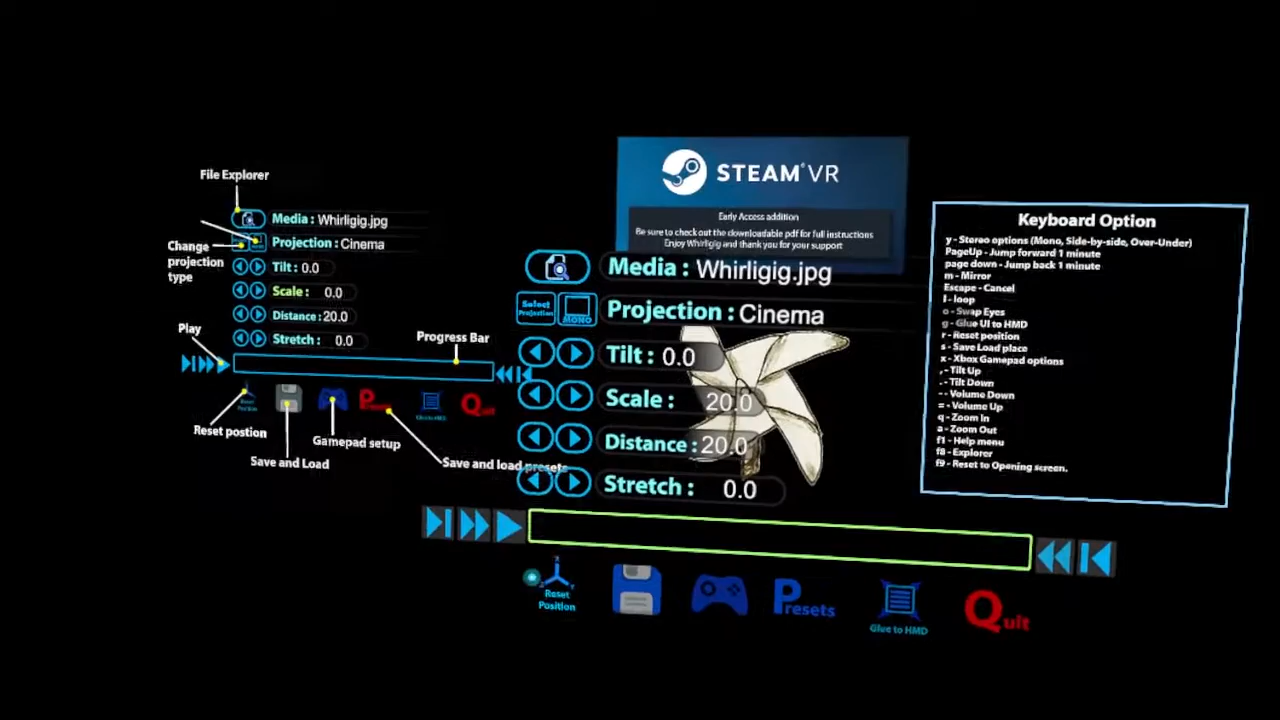 File Explorer
Media : Whirligig.jpg
Change
projection
type
Projection : Cinema
Tilt : 0.0
Scale : 0.0
Distance : 20.0
Stretch : 0.0
Play
Progress Bar
Reset
Position
Presets
Glue to HMD
Quit
Reset postion
Save and Load
Gamepad setup
Save and load presets
STEAM®VR
Early Access addition
Be sure to check out the downloadable pdf for full instructions
Enjoy Whirligig and thank you for your support
Media : Whirligig.jpg
Select
Projection
MONO
Projection : Cinema
Tilt : 0.0
Scale : 20.0
Distance : 20.0
Stretch : 0.0
Reset
Position
Presets
Glue to HMD
Quit
Keyboard Option
y - Stereo options (Mono, Side-by-side, Over-Under)
PageUp - Jump forward 1 minute
page down - Jump back 1 minute
m - Mirror
Escape - Cancel
l - loop
o - Swap Eyes
g - Glue UI to HMD
r - Reset position
s - Save Load place
x - Xbox Gamepad options
, - Tilt Up
. - Tilt Down
- - Volume Down
= - Volume Up
q - Zoom In
a - Zoom Out
f1 - Help menu
f8 - Explorer
f9 - Reset to Opening screen.